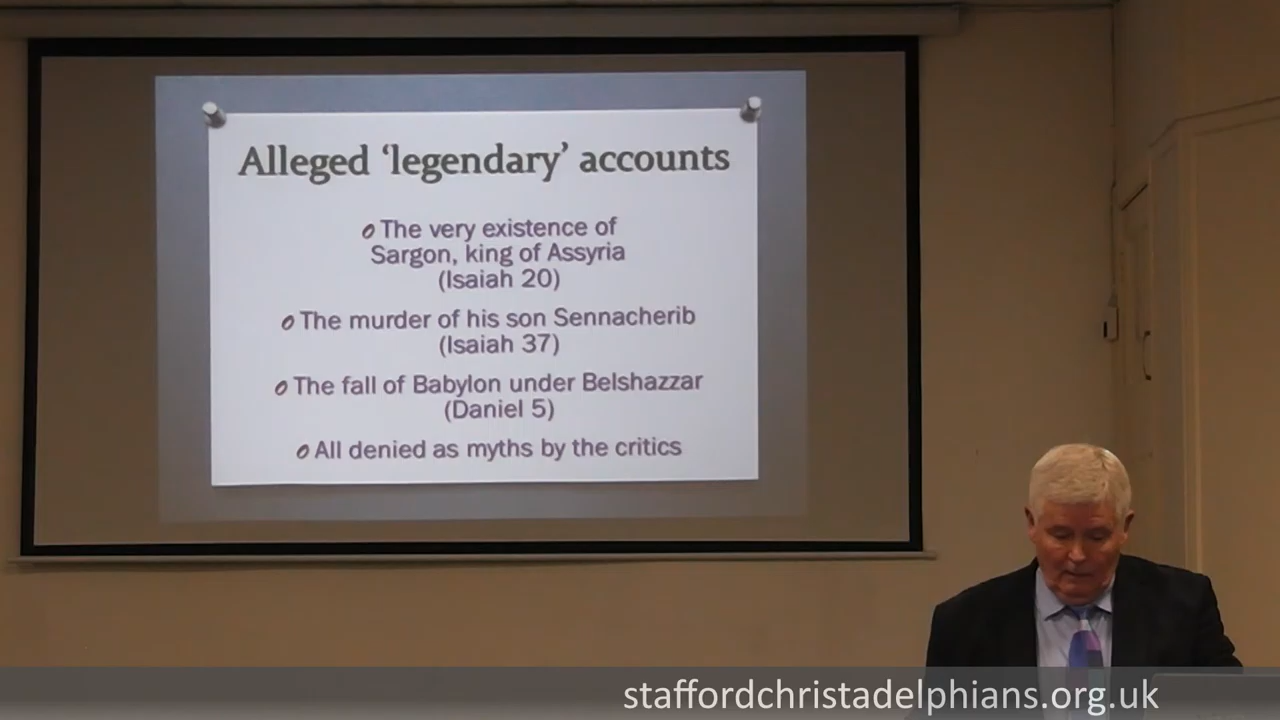 Alleged ‘legendary’ accounts
The very existence of
Sargon, king of Assyria
(Isaiah 20)
The murder of his son Sennacherib
(Isaiah 37)
The fall of Babylon under Belshazzar
(Daniel 5)
All denied as myths by the critics
staffordchristadelphians.org.uk